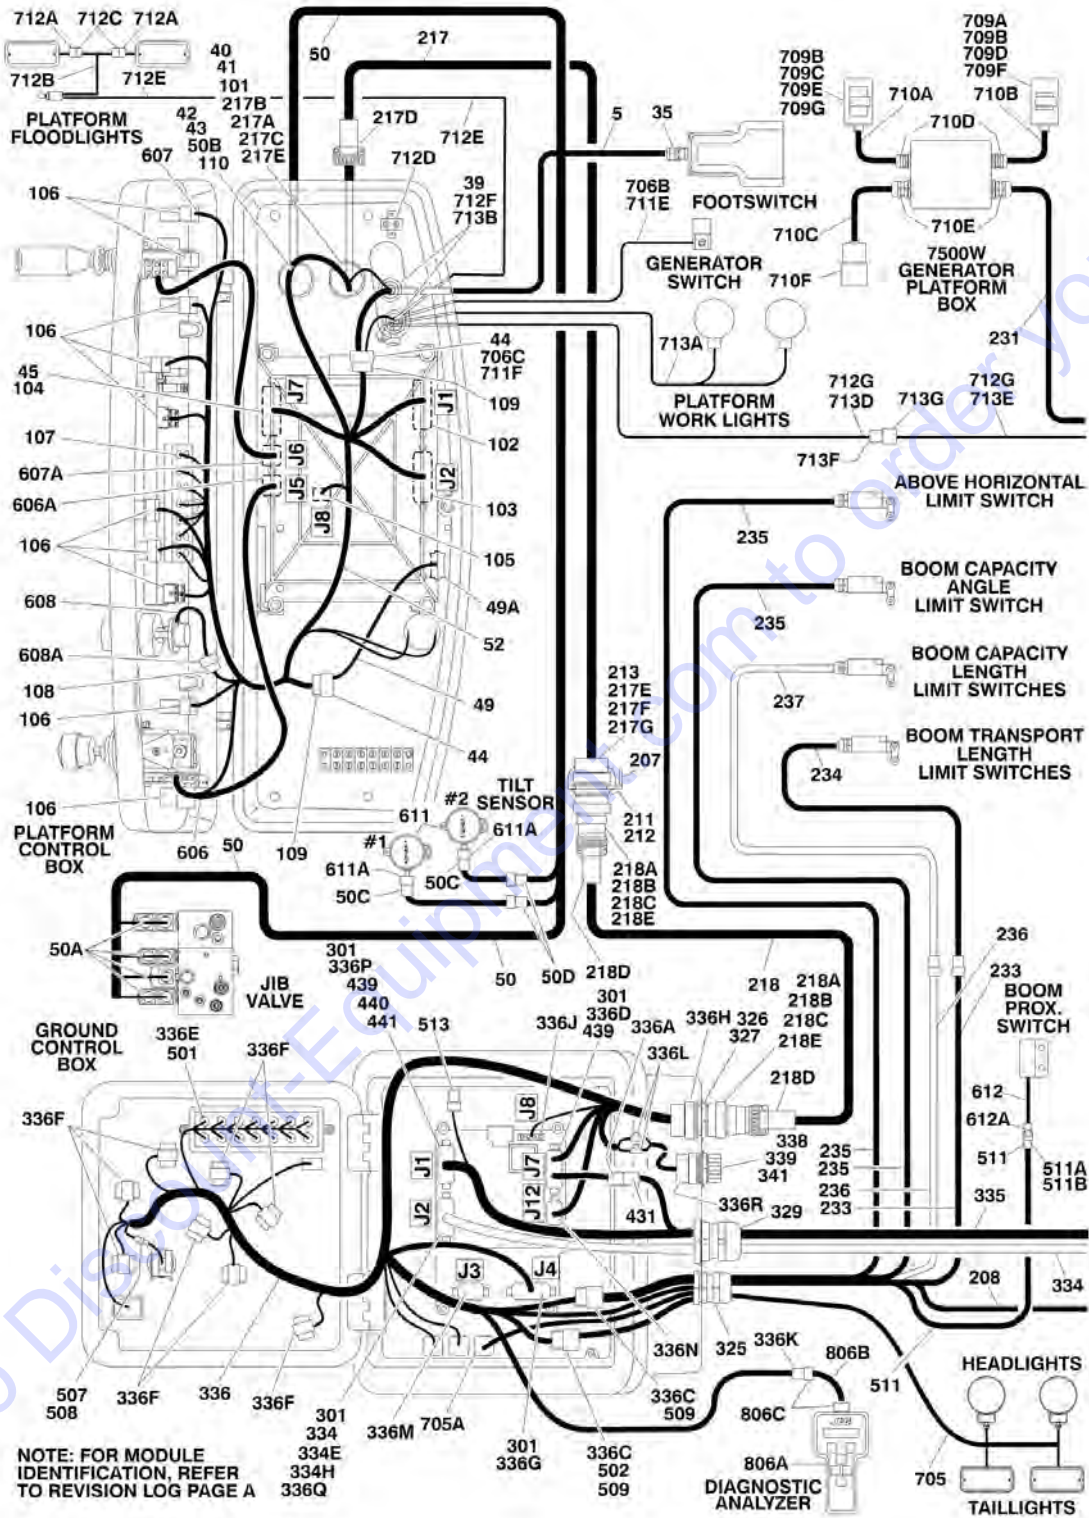 712A 712C 712A
712B 712E
PLATFORM
FLOODLIGHTS
40
41
101
217B
217A
217C
217E
42
43
50B
110
607
50
217
217D
712E
712D
39
712F
713B
5
35
FOOTSWITCH
706B
711E
GENERATOR
SWITCH
709B
709C
709E
709G
709A
709B
709D
709F
710A
710B
710D
710C
710E
710F
7500W
GENERATOR
PLATFORM
BOX
231
713A
PLATFORM
WORK LIGHTS
712G
713D
713G
712G
713E
713F
106
106
45
104
107
607A
606A
106
608
608A
108
106
106
PLATFORM
CONTROL
BOX
606
J7
J6
J5
J8
J1
J2
44
706C
711F
109
102
103
105
49A
52
49
44
109
ABOVE HORIZONTAL
LIMIT SWITCH
235
BOOM CAPACITY
ANGLE
LIMIT SWITCH
235
BOOM CAPACITY
LENGTH
LIMIT SWITCHES
237
BOOM TRANSPORT
LENGTH
LIMIT SWITCHES
234
213
217E
217F
217G
207
211
212
218A
218B
218C
218E
218D
#2
TILT
SENSOR
611
611A
#1
611A
50C
50C
50D
50
50
50A
JIB
VALVE
218
236
233
BOOM
PROX.
SWITCH
612
612A
511
511A
511B
GROUND
CONTROL
BOX
336E
501
336F
336F
301
336P
439
440
441
513
336J
301
336D
439
336A
336L
336H
326
327
218A
218B
218C
218E
218D
338
339
341
336R
431
329
235
235
236
233
335
208
334
J8
J7
J12
J1
J2
J3
J4
507
508
336F
336
336F
301
334
334E
334H
336Q
336M
705A
301
336G
336C
502
509
336C
509
336N
325
336K
806B
806C
806A
DIAGNOSTIC
ANALYZER
511
705
HEADLIGHTS
TAILLIGHTS
NOTE: FOR MODULE
IDENTIFICATION, REFER
TO REVISION LOG PAGE A
Discount-Equipment.com to order yo